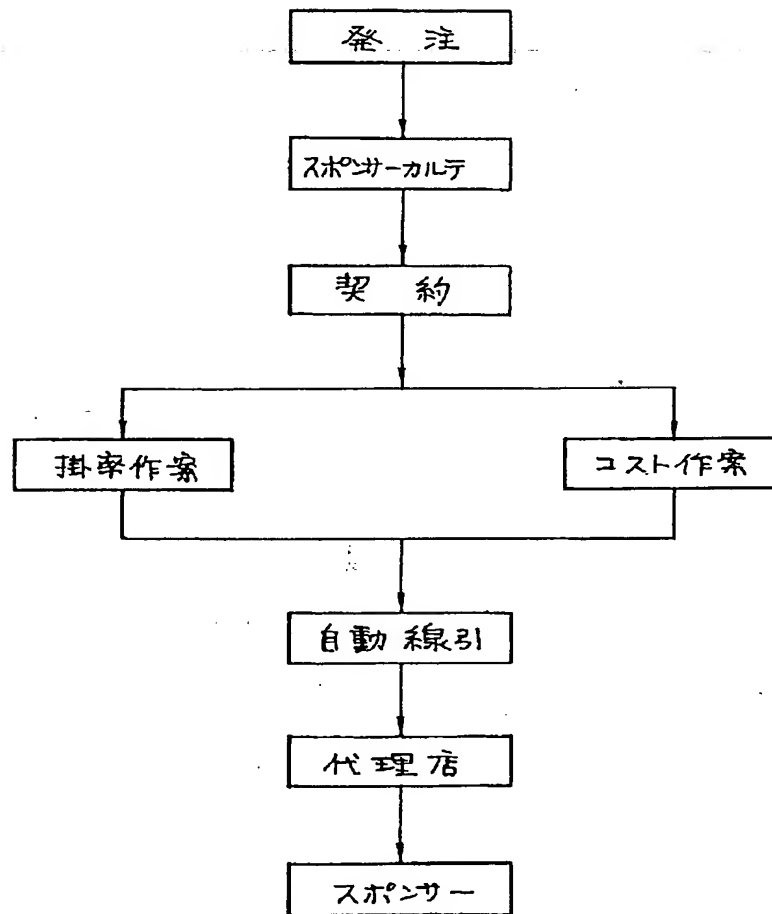 発注
スポンサーカルテ
契約
掛率作案
コスト作案
自動線引
代理店
スポンサー